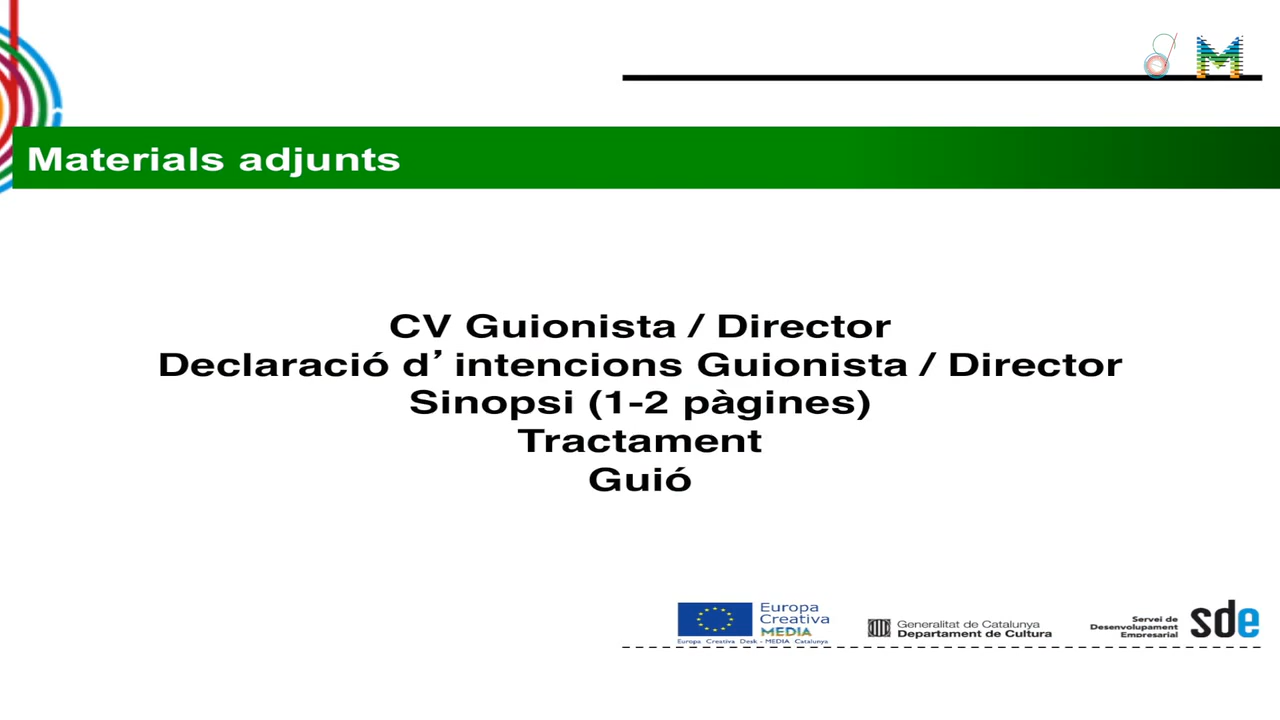 Materials adjunts
CV Guionista / Director
Declaració d’ intencions Guionista / Director
Sinopsi (1-2 pàgines)
Tractament
Guió
Europa
Creativa
MEDIA
Europa Creativa Desk - MEDIA Catalunya
Generalitat de Catalunya
Departament de Cultura
Servei de
Desenvolupament
Empresarial
sde